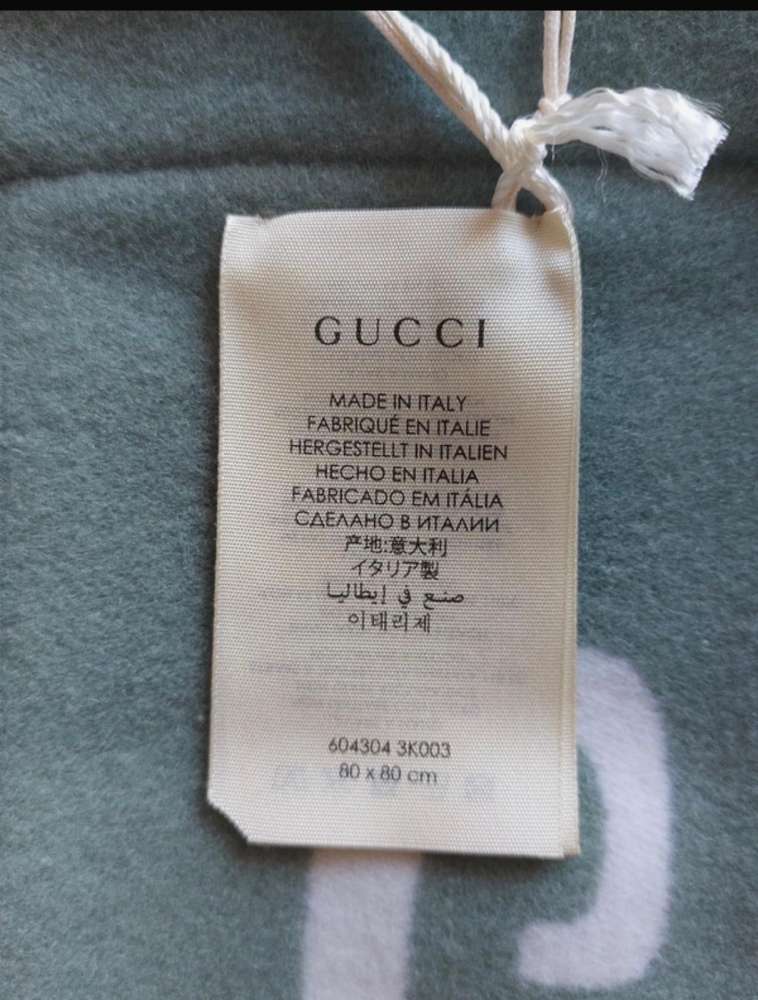 GUCCI
MADE IN ITALY
FABRIQUÉ EN ITALIE
HERGESTELLT IN ITALIEN
HECHO EN ITALIA
FABRICADO EM ITÁLIA
СДЕЛАНО В ИТАЛИИ
产地:意大利
イタリア製
صنع في إيطاليا
이태리제
604304 3K003
80 x 80 cm